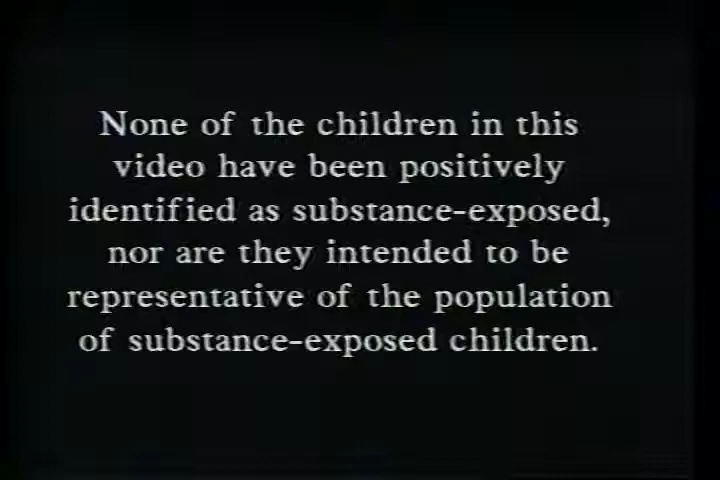 None of the children in this
video have been positively
identified as substance-exposed,
nor are they intended to be
representative of the population
of substance-exposed children.